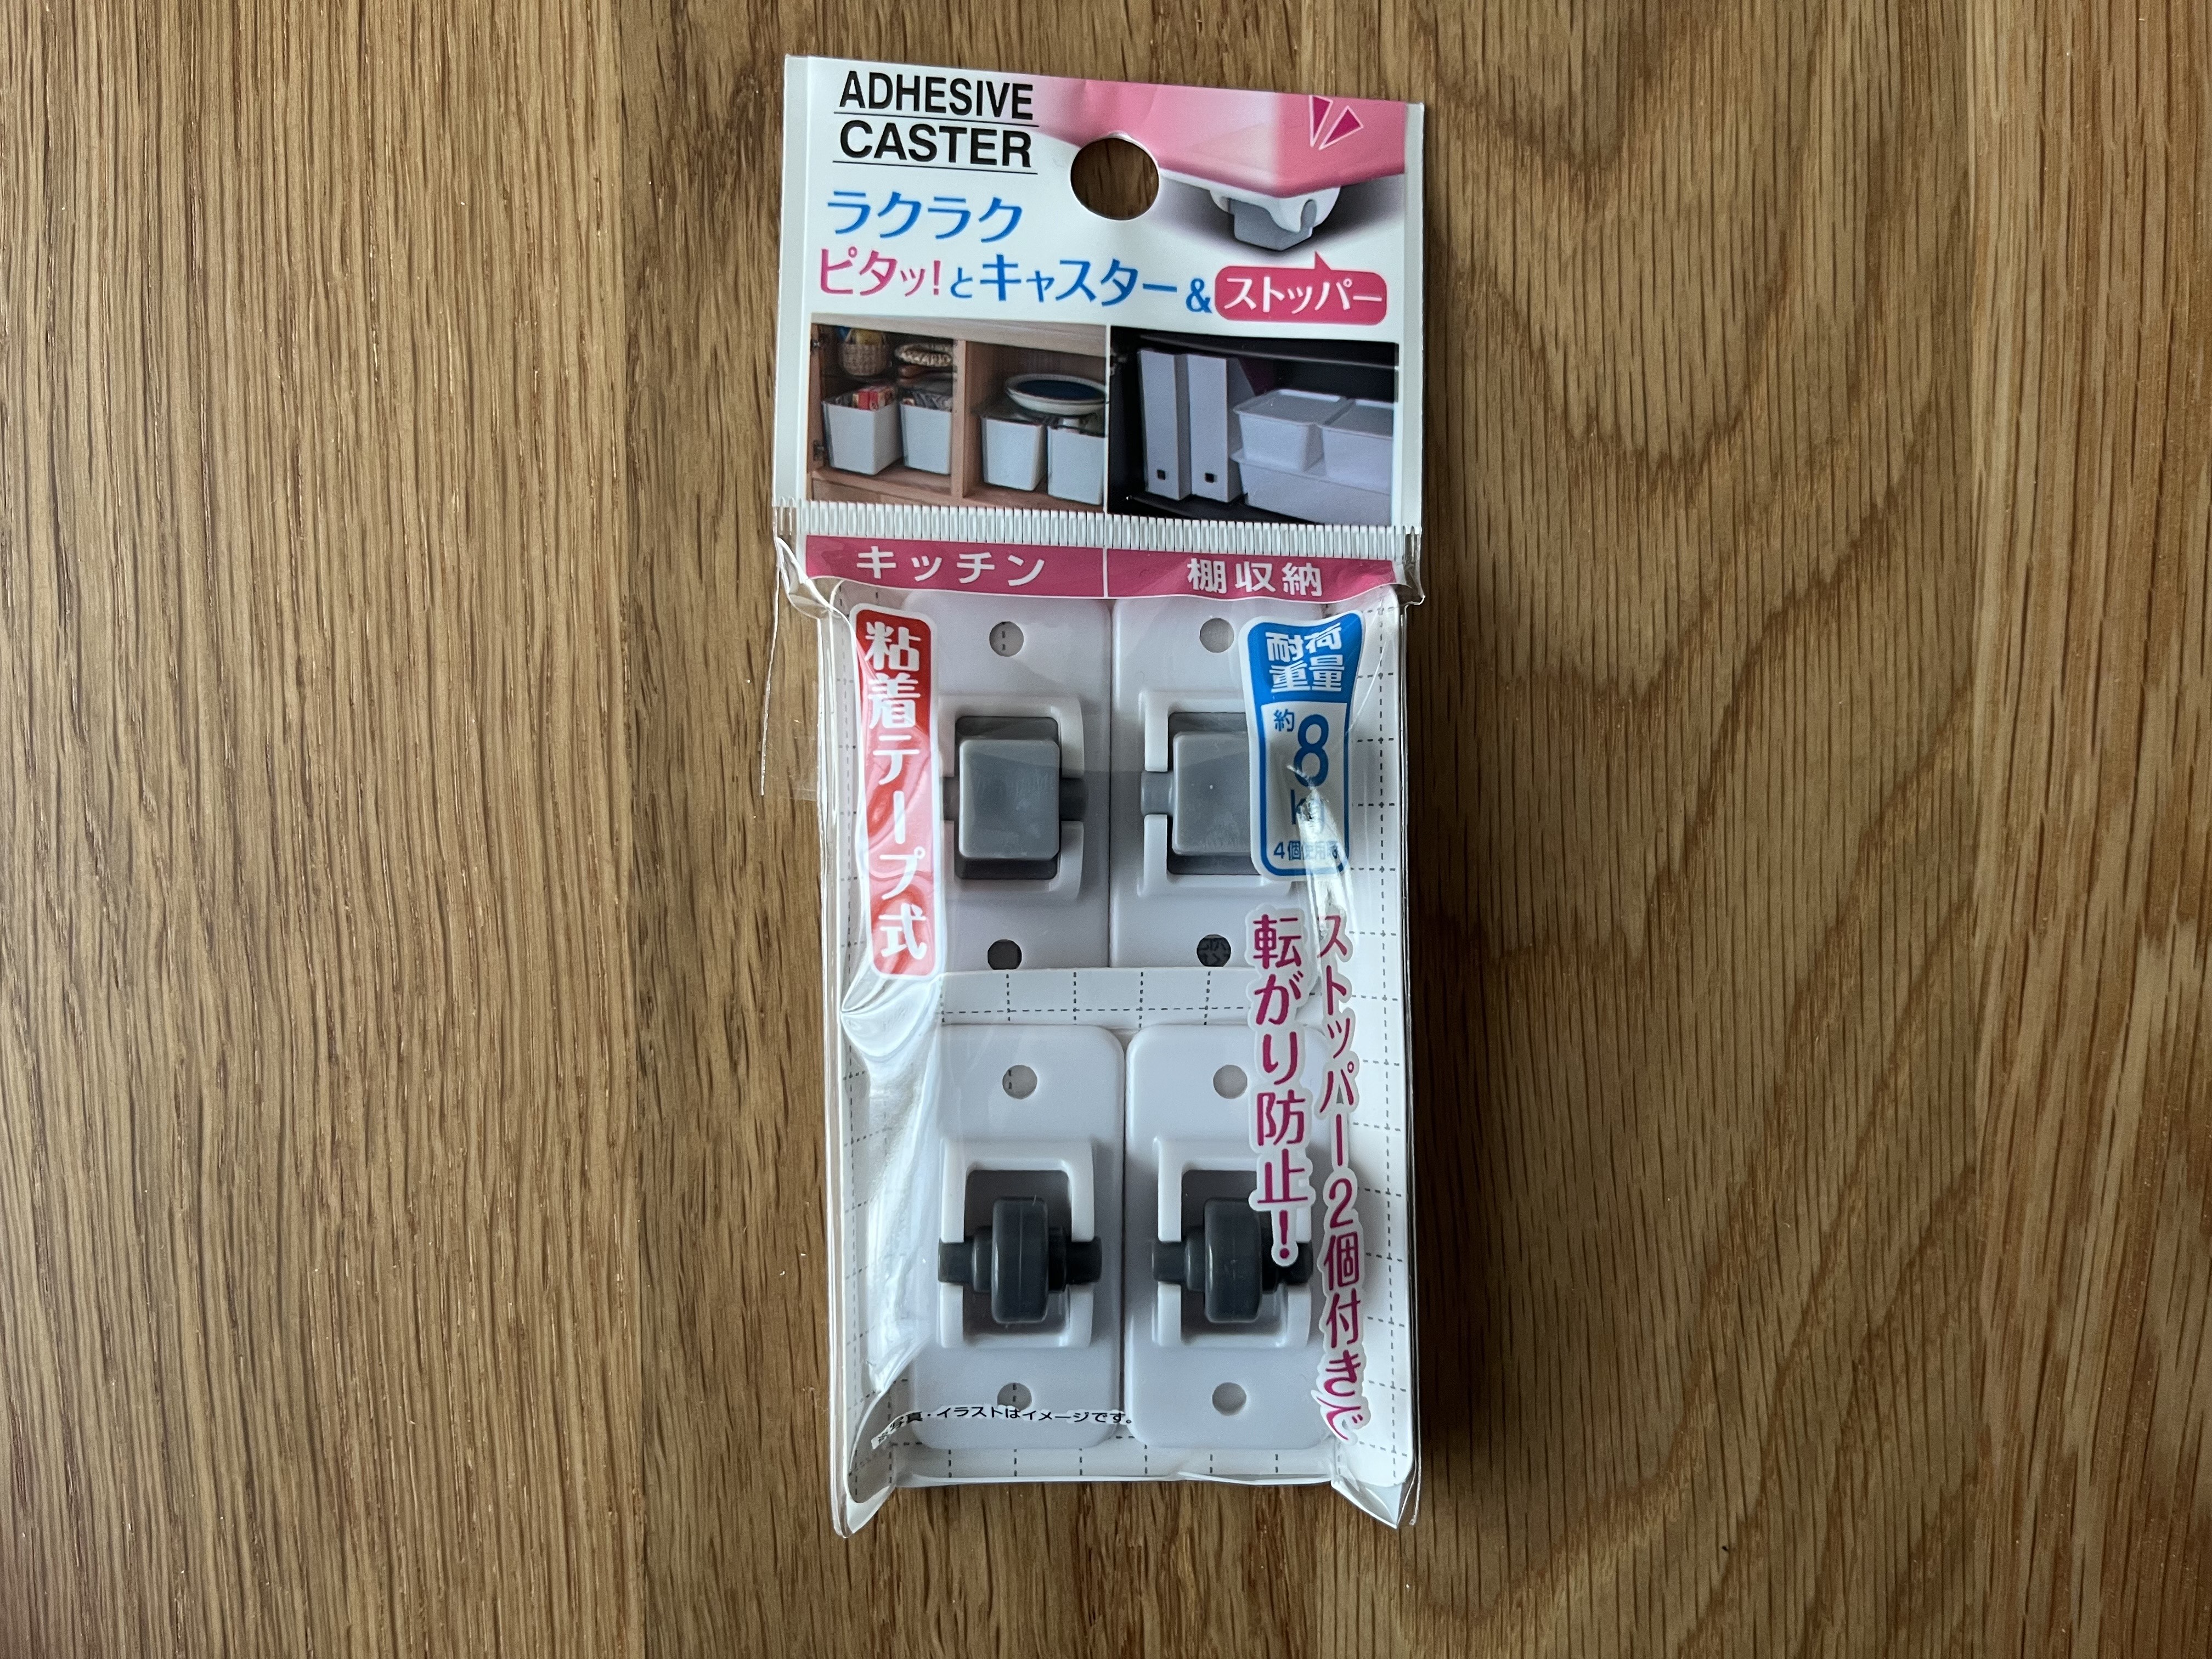 ADHESIVE
CASTER
ラクラク
ピタッ!とキャスター&ストッパー
キッチン
棚収納
粘着テープ式
耐荷
重量
約8
kg
4個使用時
ストッパー2個付きで
転がり防止!
写真・イラストはイメージです。